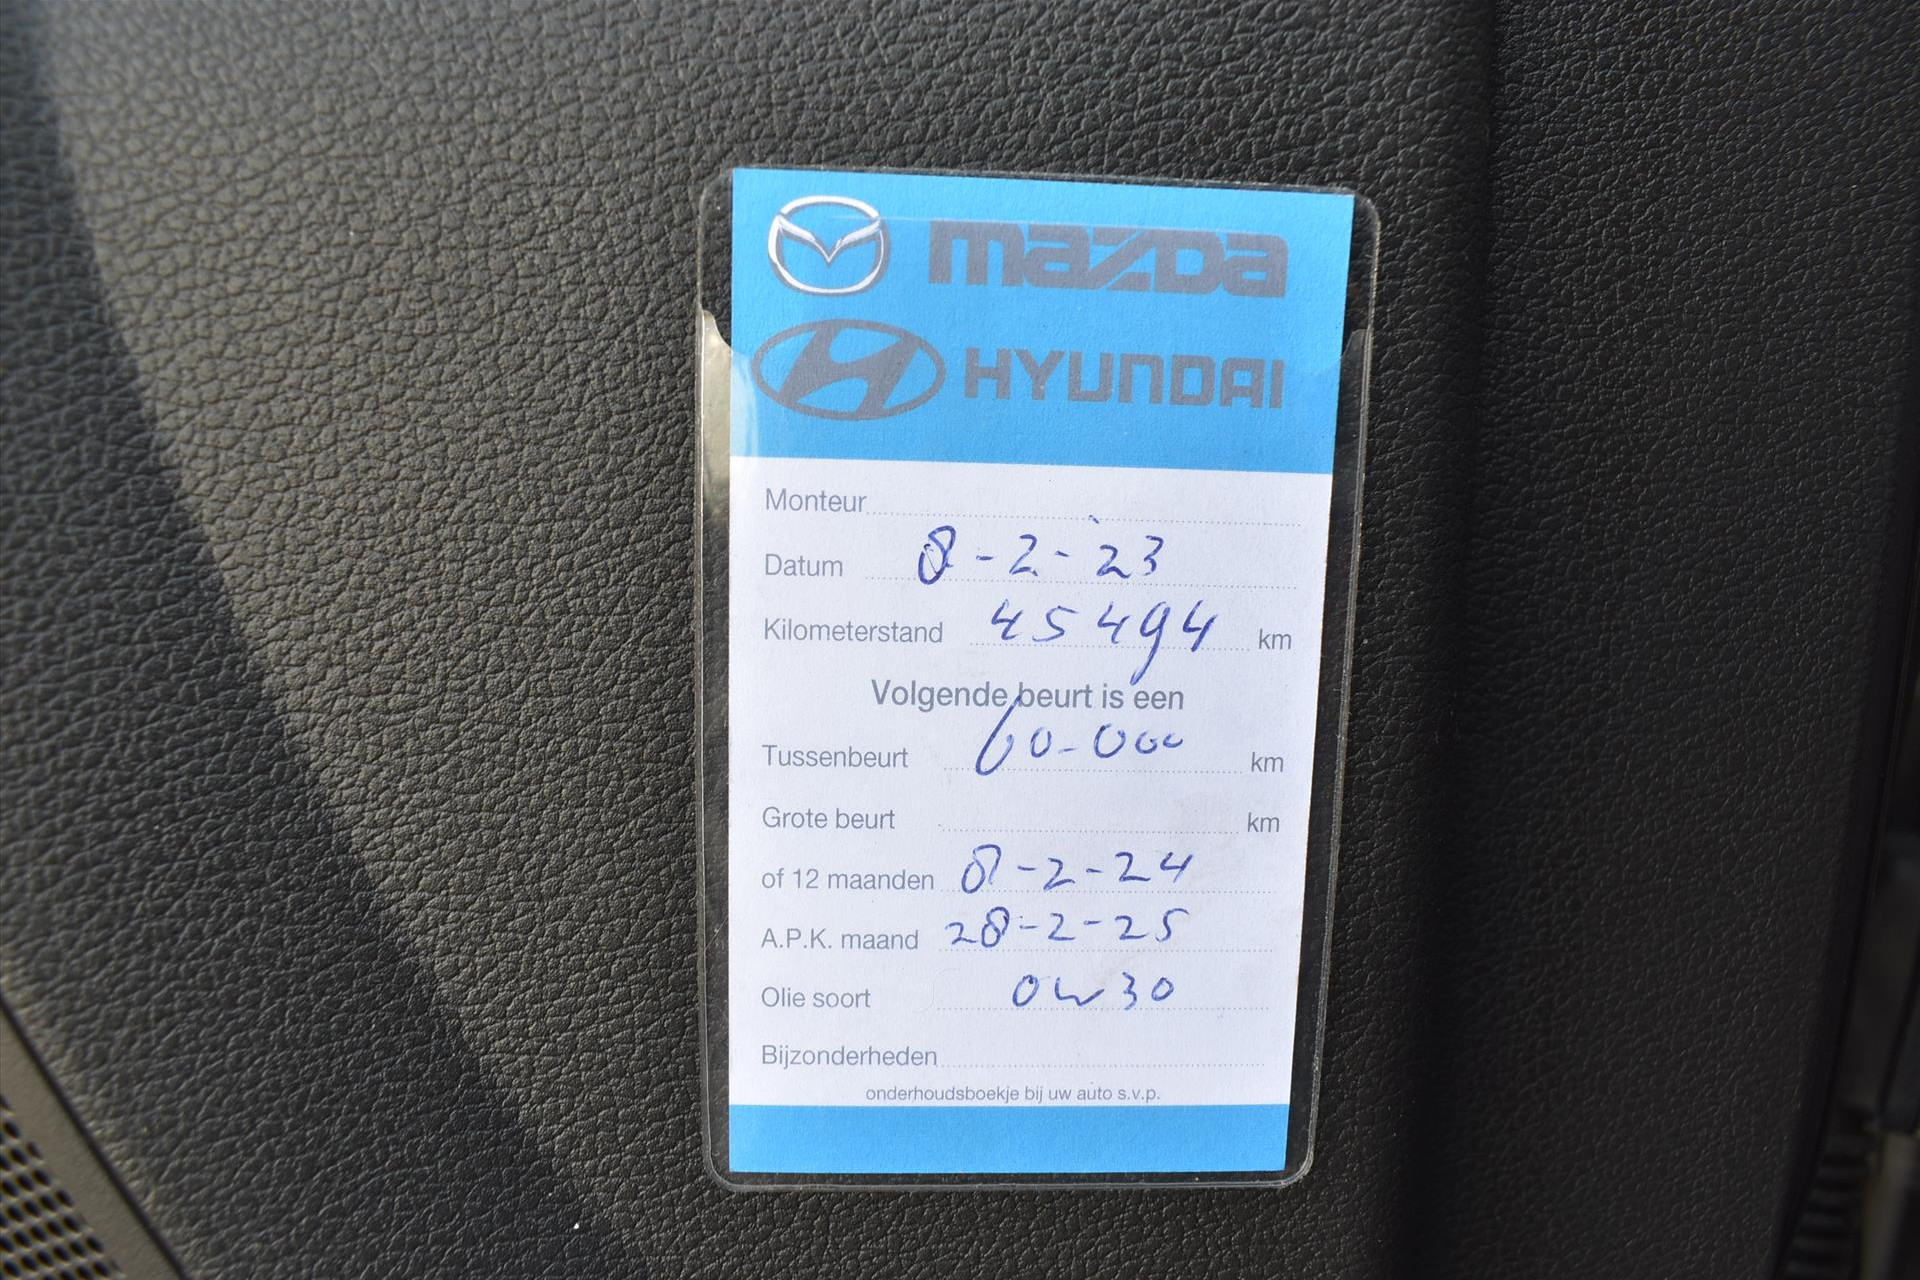 mazda
HYUNDAI
Monteur
Datum 8-2-23
Kilometerstand 45494 km
Volgende beurt is een
Tussenbeurt 60-000 km
Grote beurt km
of 12 maanden 8-2-24
A.P.K. maand 28-2-25
Olie soort 0w30
Bijzonderheden
onderhoudsboekje bij uw auto s.v.p.